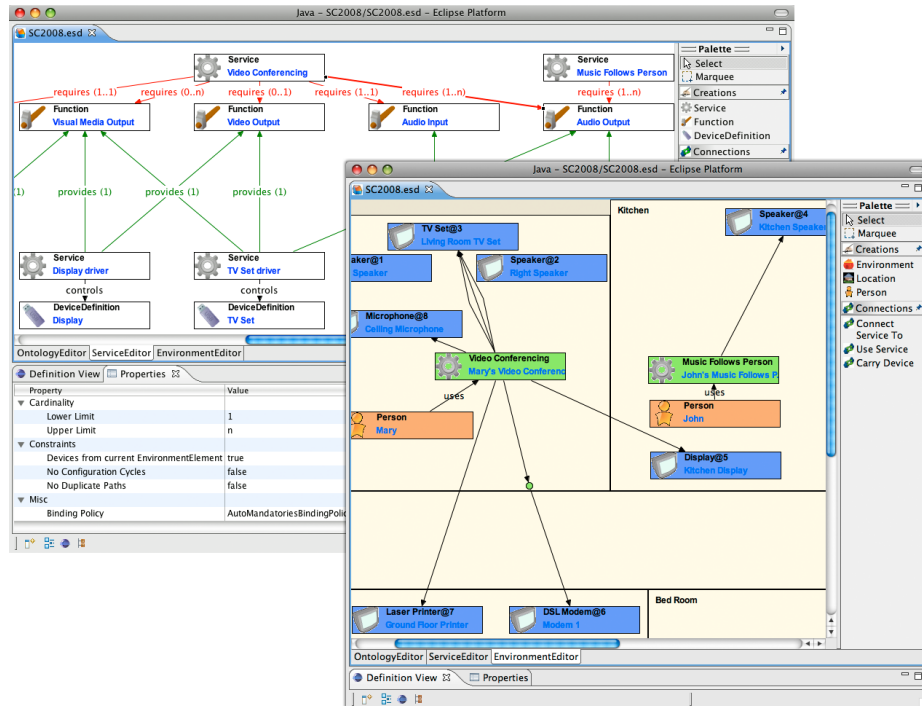 Java – SC2008/SC2008.esd – Eclipse Platform
SC2008.esd
Service
Video Conferencing
Service
Music Follows Person
requires (1..1)
requires (0..n)
requires (0..1)
requires (1..1)
requires (1..n)
requires (1..n)
Function
Visual Media Output
Function
Video Output
Function
Audio Input
Function
Audio Output
(1)
provides (1)
provides (1)
provides (1)
Service
Display driver
Service
TV Set driver
controls
controls
DeviceDefinition
Display
DeviceDefinition
TV Set
Palette
Select
Marquee
Creations
Service
Function
DeviceDefinition
Connections
OntologyEditor
ServiceEditor
EnvironmentEditor
Definition View
Properties
Property
Value
Cardinality
Lower Limit
1
Upper Limit
n
Constraints
Devices from current EnvironmentElement
true
No Configuration Cycles
false
No Duplicate Paths
false
Misc
Binding Policy
AutoMandatoriesBindingPolic
Java – SC2008/SC2008.esd – Eclipse Platform
SC2008.esd
Kitchen
TV Set@3
Living Room TV Set
Speaker@4
Kitchen Speake
aker@1
Speaker
Speaker@2
Right Speaker
Microphone@8
Ceiling Microphone
Video Conferencing
Mary's Video Conferenc
Music Follows Person
John's Music Follows P
uses
uses
Person
Mary
Person
John
Display@5
Kitchen Display
Laser Printer@7
Ground Floor Printer
DSL Modem@6
Modem 1
Bed Room
Palette
Select
Marquee
Creations
Environment
Location
Person
Connections
Connect
Service To
Use Service
Carry Device
OntologyEditor
ServiceEditor
EnvironmentEditor
Definition View
Properties